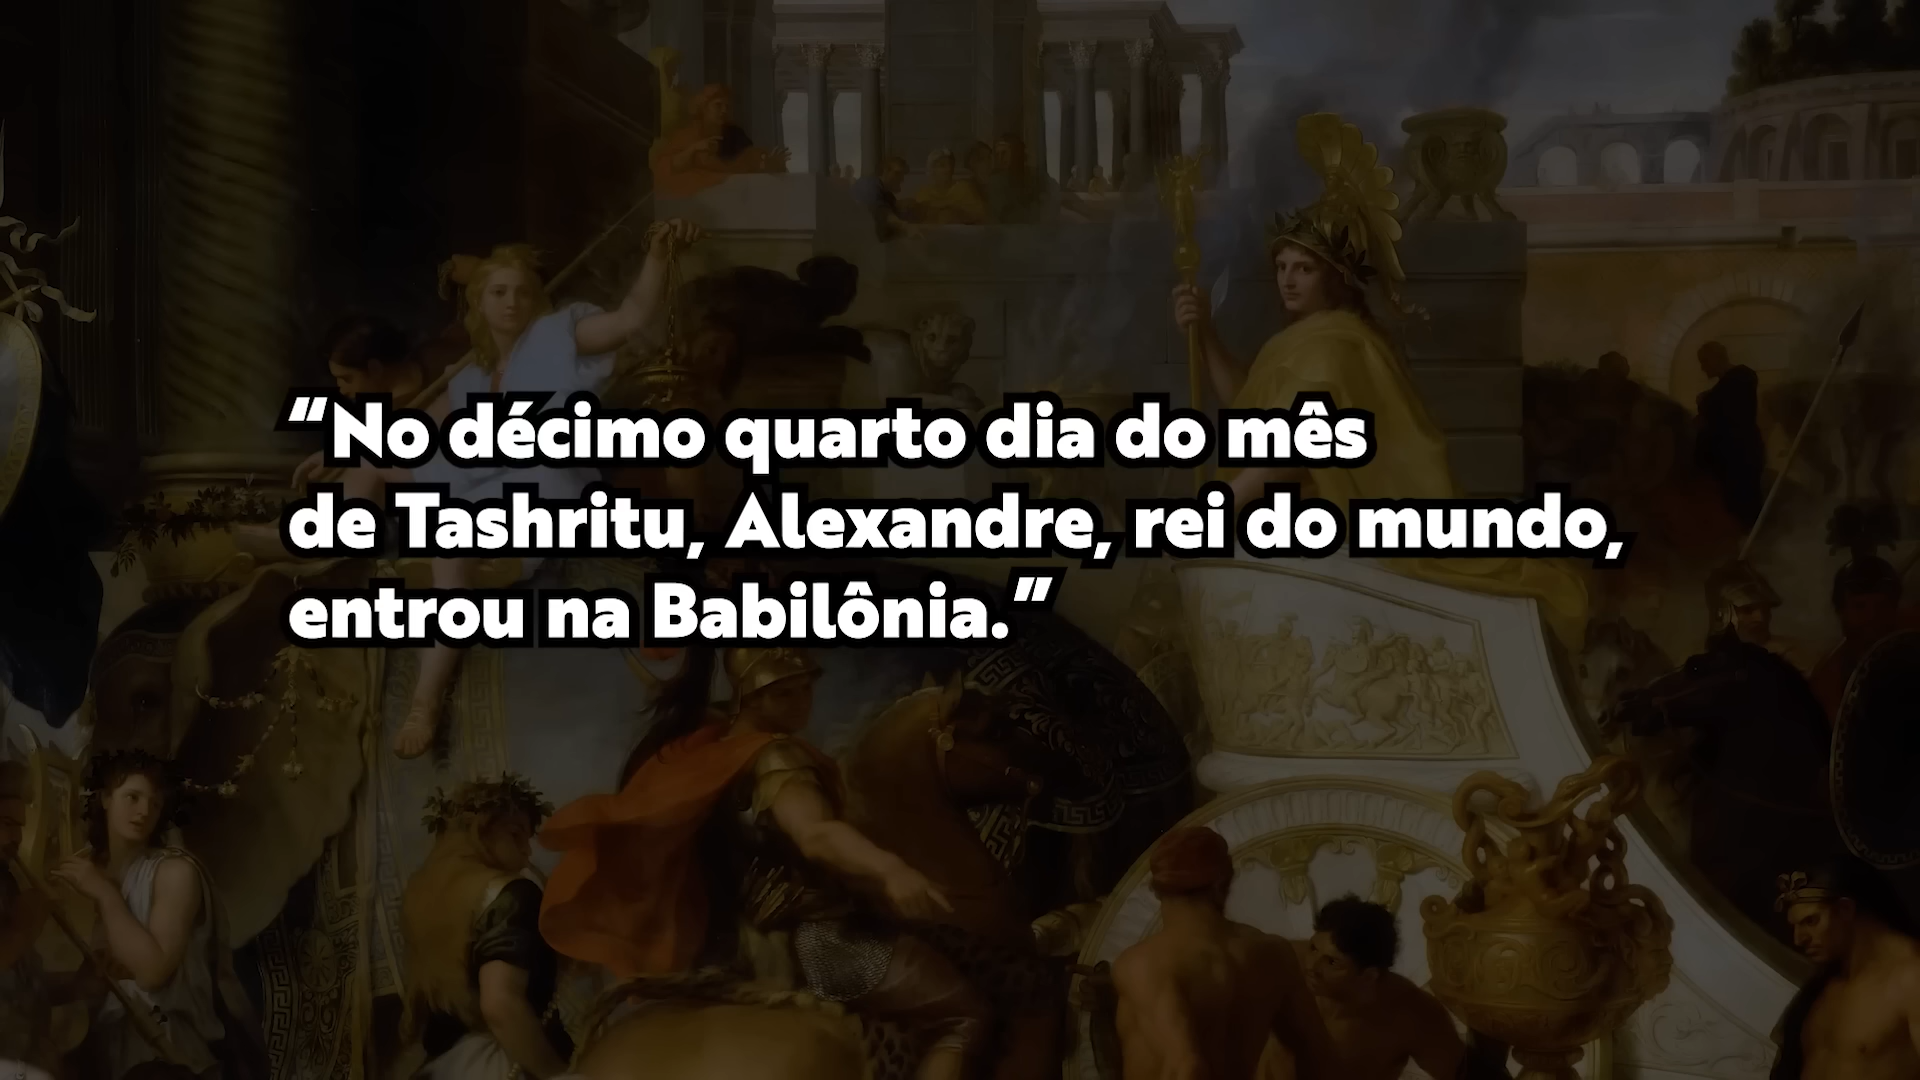 “No décimo quarto dia do mês
de Tashritu, Alexandre, rei do mundo,
entrou na Babilônia.”